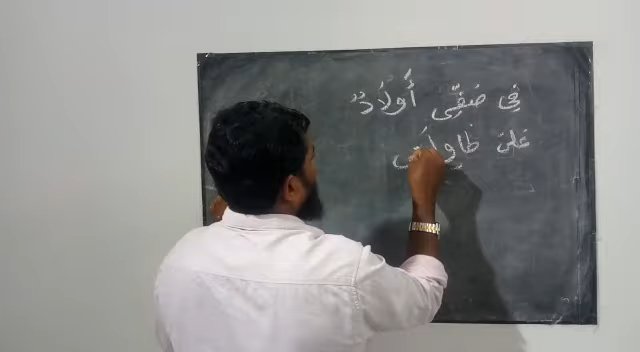 فِي صَفِّي أَوْلَادٌ
عَلَى